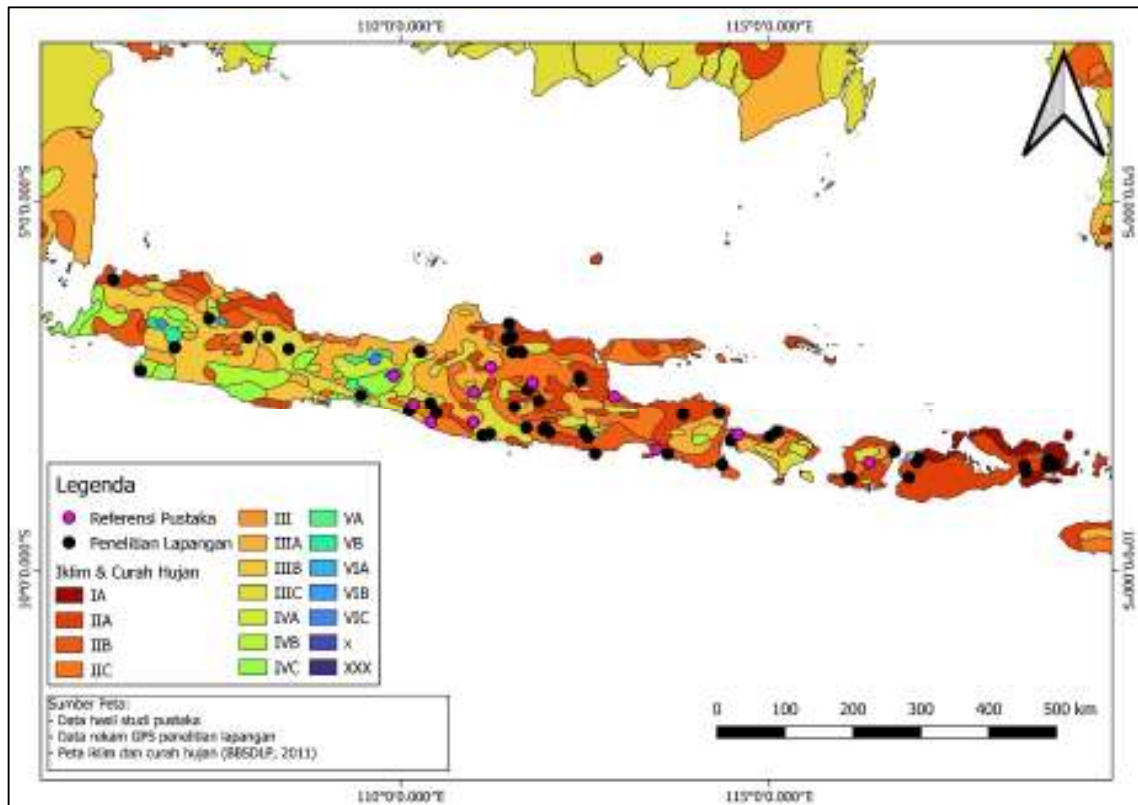 110°0'0.000"E 115°0'0.000"E
5°0'0.000"S 5°0'0.000"S
10°0'0.000"S 10°0'0.000"S
Legenda
Referensi Pustaka
Penelitian Lapangan
Iklim & Curah Hujan
IA
IIA
IIB
IIC
III
IIIA
IIIB
IIIC
IVA
IVB
IVC
VA
VB
VIA
VIB
VIC
x
XXX
Sumber Peta:
- Data hasil studi pustaka
- Data rekam GPS penelitian lapangan
- Peta iklim dan curah hujan (BBSDLP, 2011)
0 100 200 300 400 500 km
110°0'0.000"E 115°0'0.000"E